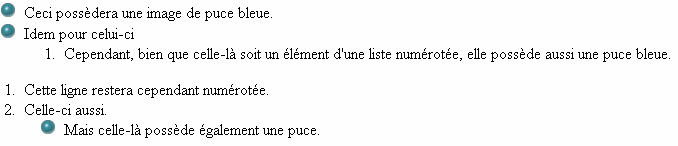 Ceci possèdera une image de puce bleue.
Idem pour celui-ci
1. Cependant, bien que celle-là soit un élément d'une liste numérotée, elle possède aussi une puce bleue.
1. Cette ligne restera cependant numérotée.
2. Celle-ci aussi.
Mais celle-là possède également une puce.